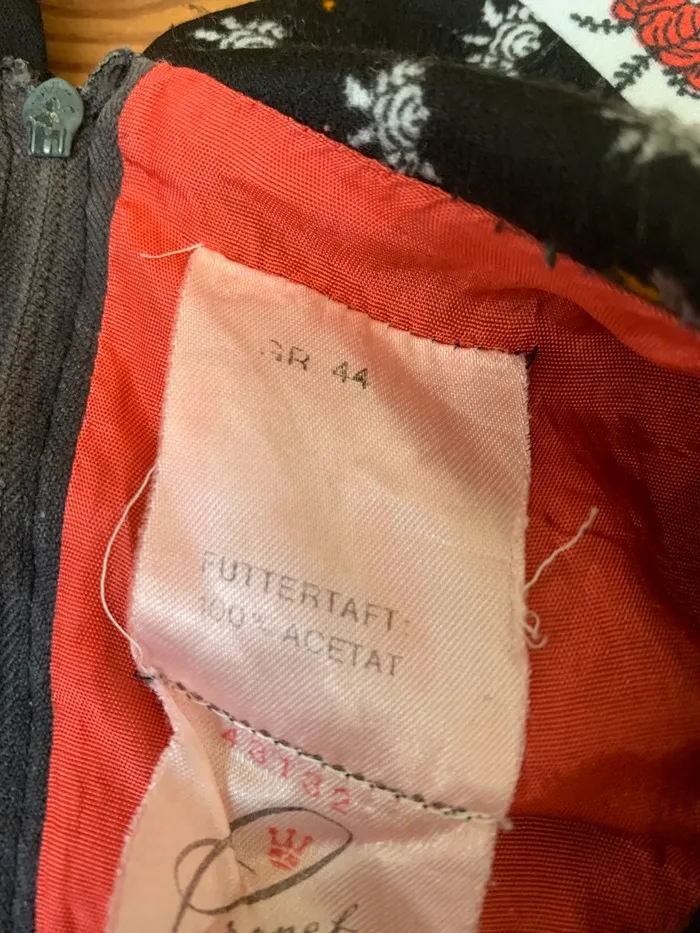 GR 44
FUTTERTAFT:
100% ACETAT
43132